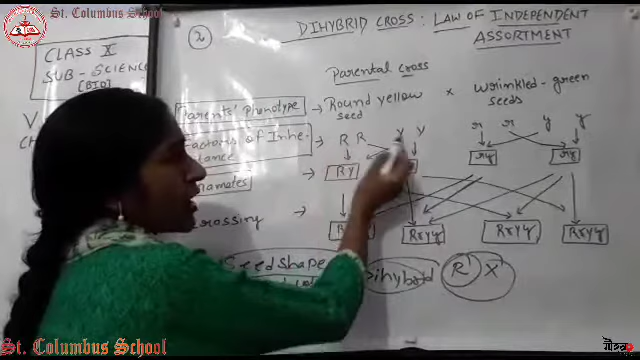 St. Columbus School
(2)
DIHYBRID CROSS: LAW OF INDEPENDENT
ASSORTMENT
CLASS X
SUB - SCIENCE
[BIO]
Parental cross
Parents' Phenotype → Round yellow × Wrinkled-green
seed seeds
Factors of Inhe-
ritance → R R Y Y r r y y
→ RY ry ry
Crossing → RrYy RrYy RrYy
Seed Shape Dihybrid R X
St. Columbus School